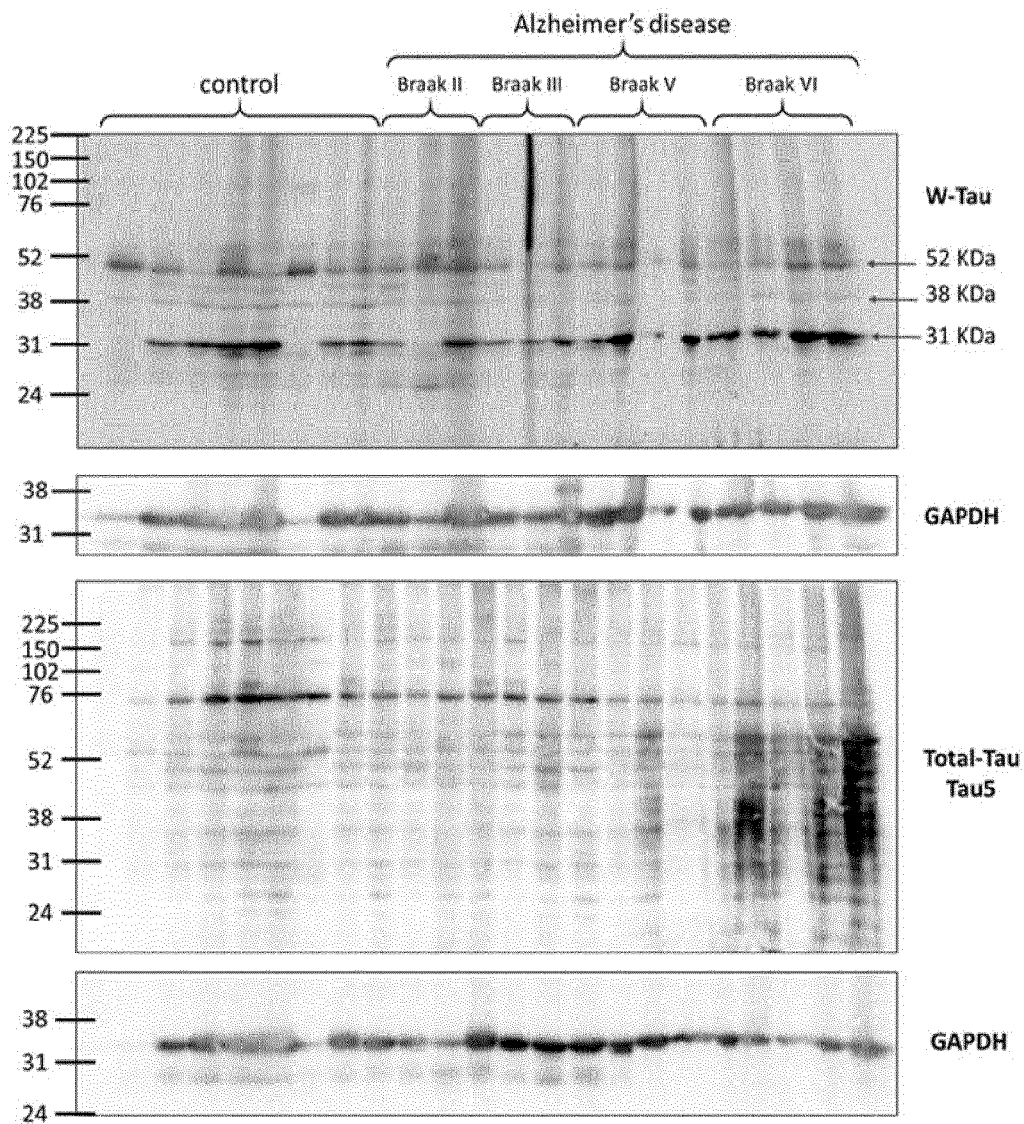 Alzheimer's disease
control
Braak II Braak III Braak V Braak VI
225
150
102
76
52
38
31
24
W-Tau
52 KDa
38 KDa
31 KDa
38
31
GAPDH
225
150
102
76
52
38
31
24
Total-Tau
Tau5
38
31
24
GAPDH